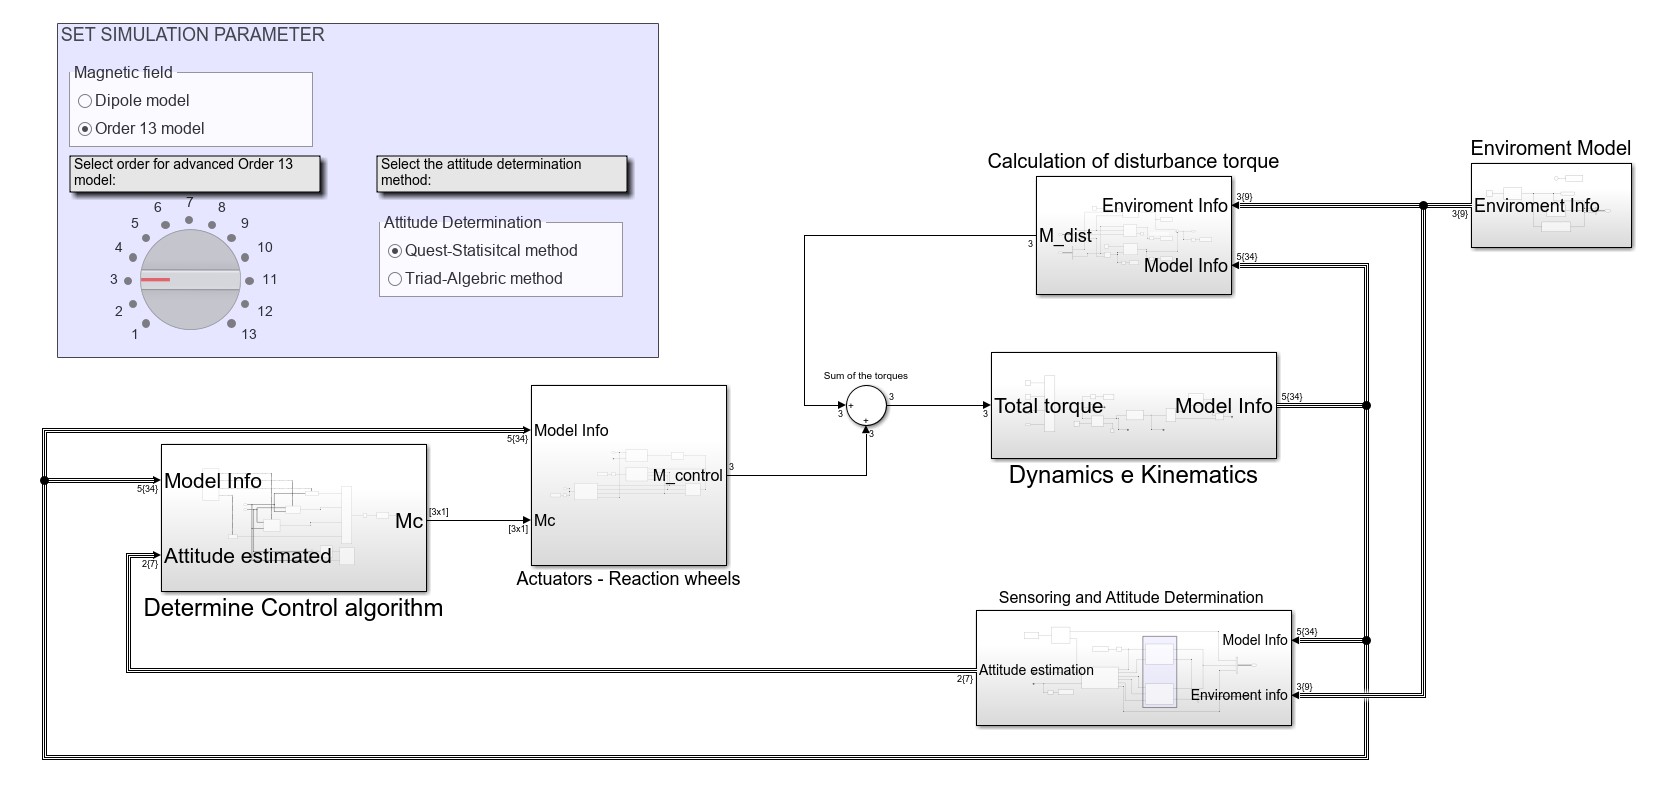 SET SIMULATION PARAMETER
Magnetic field
Dipole model
Order 13 model
Select order for advanced Order 13
model:
1
2
3
4
5
6
7
8
9
10
11
12
13
Select the attitude determination
method:
Attitude Determination
Quest-Statisitcal method
Triad-Algebric method
Enviroment Model
3{9}
Enviroment Info
Calculation of disturbance torque
3{9}
Enviroment Info
3
M_dist
5{34}
Model Info
Sum of the torques
+
3
+
3
3
3
Total torque
Model Info
5{34}
Dynamics e Kinematics
Model Info
5{34}
M_control
3
Mc
[3x1]
Actuators - Reaction wheels
Model Info
5{34}
Mc
[3x1]
Attitude estimated
2{7}
Determine Control algorithm
Sensoring and Attitude Determination
Model Info
5{34}
Attitude estimation
2{7}
Enviroment info
3{9}